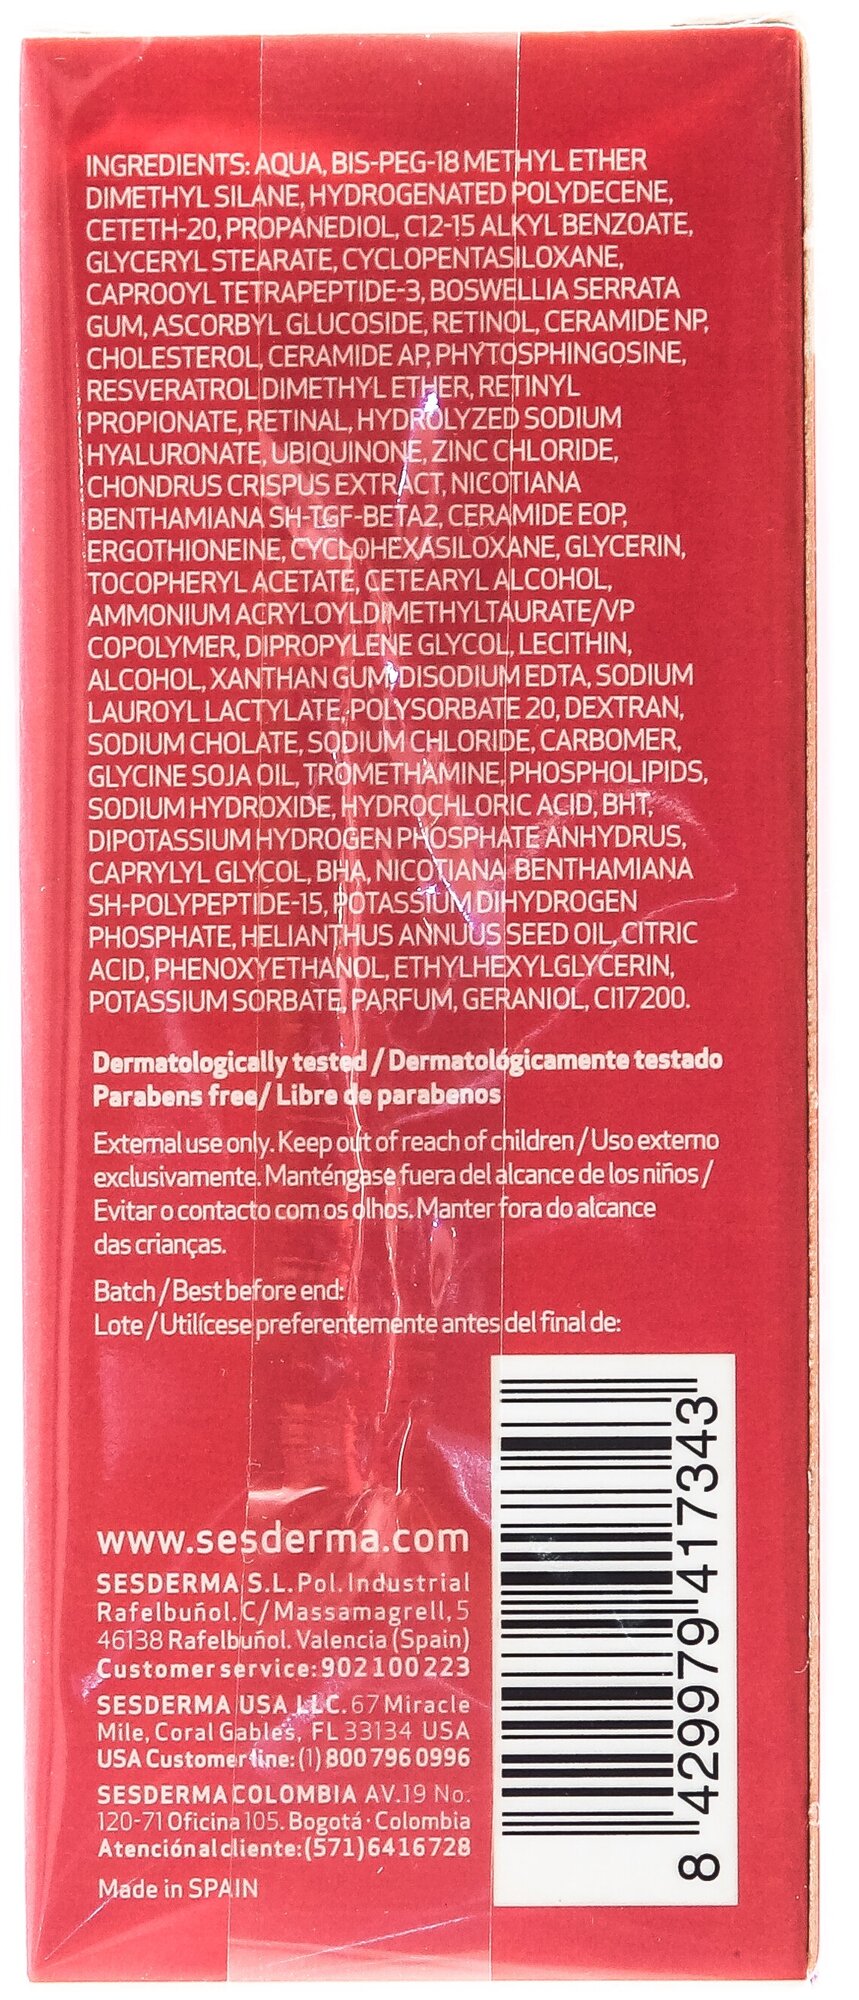 INGREDIENTS: AQUA, BIS-PEG-18 METHYL ETHER
DIMETHYL SILANE, HYDROGENATED POLYDECENE,
CETETH-20, PROPANEDIOL, C12-15 ALKYL BENZOATE,
GLYCERYL STEARATE, CYCLOPENTASILOXANE,
CAPROOYL TETRAPEPTIDE-3, BOSWELLIA SERRATA
GUM, ASCORBYL GLUCOSIDE, RETINOL, CERAMIDE NP,
CHOLESTEROL, CERAMIDE AP, PHYTOSPHINGOSINE,
RESVERATROL DIMETHYL ETHER, RETINYL
PROPIONATE, RETINAL, HYDROLYZED SODIUM
HYALURONATE, UBIQUINONE, ZINC CHLORIDE,
CHONDRUS CRISPUS EXTRACT, NICOTIANA
BENTHAMIANA SH-TGF-BETA2, CERAMIDE EOP,
ERGOTHIONEINE, CYCLOHEXASILOXANE, GLYCERIN,
TOCOPHERYL ACETATE, CETEARYL ALCOHOL,
AMMONIUM ACRYLOYLDIMETHYLTAURATE/VP
COPOLYMER, DIPROPYLENE GLYCOL, LECITHIN,
ALCOHOL, XANTHAN GUM, DISODIUM EDTA, SODIUM
LAUROYL LACTYLATE, POLYSORBATE 20, DEXTRAN,
SODIUM CHOLATE, SODIUM CHLORIDE, CARBOMER,
GLYCINE SOJA OIL, TROMETHAMINE, PHOSPHOLIPIDS,
SODIUM HYDROXIDE, HYDROCHLORIC ACID, BHT,
DIPOTASSIUM HYDROGEN PHOSPHATE ANHYDRUS,
CAPRYLYL GLYCOL, BHA, NICOTIANA BENTHAMIANA
SH-POLYPEPTIDE-15, POTASSIUM DIHYDROGEN
PHOSPHATE, HELIANTHUS ANNUUS SEED OIL, CITRIC
ACID, PHENOXYETHANOL, ETHYLHEXYLGLYCERIN,
POTASSIUM SORBATE, PARFUM, GERANIOL, CI17200.
Dermatologically tested / Dermatológicamente testado
Parabens free/ Libre de parabenos
External use only. Keep out of reach of children / Uso externo
exclusivamente. Manténgase fuera del alcance de los niños /
Evitar o contacto com os olhos. Manter fora do alcance
das crianças.
Batch / Best before end:
Lote / Utilícese preferentemente antes del final de:
www.sesderma.com
SESDERMA S.L. Pol. Industrial
Rafelbuñol. C/ Massamagrell, 5
46138 Rafelbuñol. Valencia (Spain)
Customer service: 902100223
SESDERMA USA LLC. 67 Miracle
Mile, Coral Gables, FL 33134 USA
USA Customer line: (1) 800 796 0996
SESDERMA COLOMBIA AV. 19 No.
120-71 Oficina 105. Bogotá · Colombia
Atención al cliente: (571) 6416728
Made in SPAIN
8 429979 417343